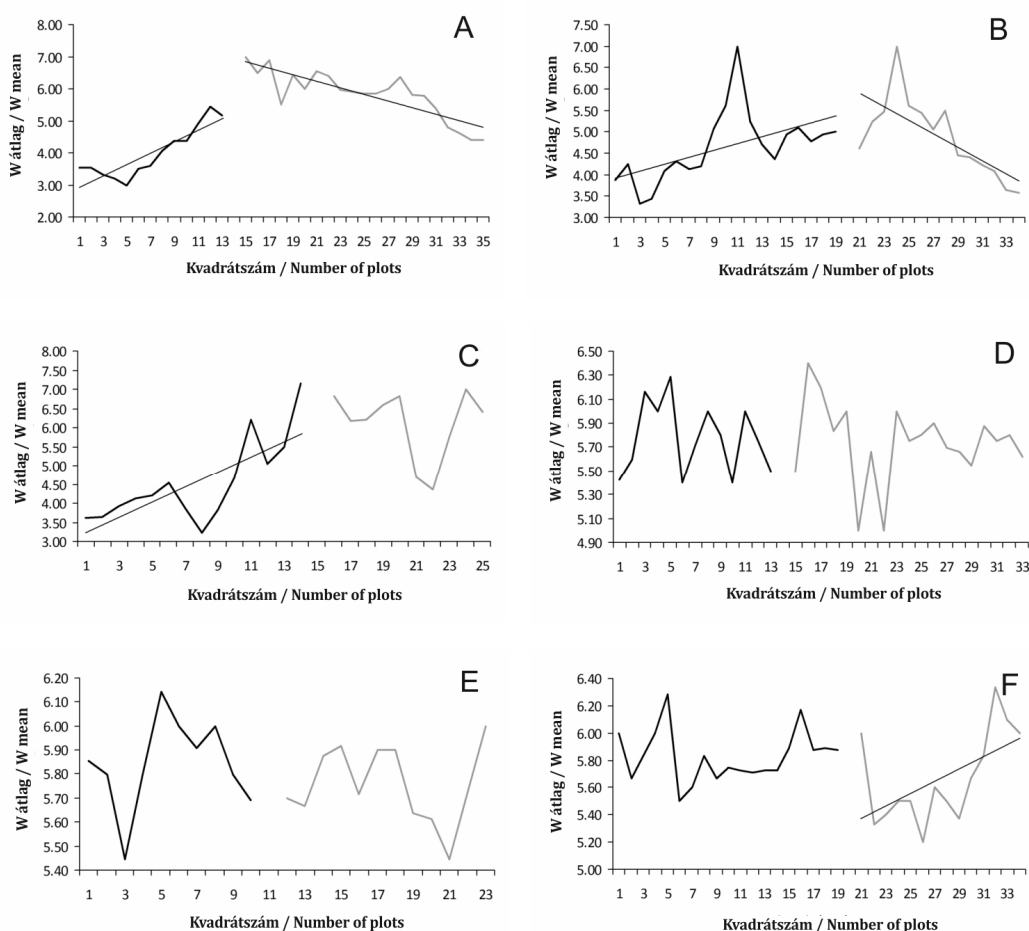 A
W átlag / W mean
8.00
7.00
6.00
5.00
4.00
3.00
2.00
1 3 5 7 9 11 13 15 17 19 21 23 25 27 29 31 33 35
Kvadrátszám / Number of plots
B
W átlag / W mean
7.50
7.00
6.50
6.00
5.50
5.00
4.50
4.00
3.50
3.00
1 3 5 7 9 11 13 15 17 19 21 23 25 27 29 31 33
Kvadrátszám / Number of plots
C
W átlag / W mean
8.00
7.50
7.00
6.50
6.00
5.50
5.00
4.50
4.00
3.50
3.00
1 3 5 7 9 11 13 15 17 19 21 23 25
Kvadrátszám / Number of plots
D
W átlag / W mean
6.50
6.30
6.10
5.90
5.70
5.50
5.30
5.10
4.90
1 3 5 7 9 11 13 15 17 19 21 23 25 27 29 31 33
Kvadrátszám / Number of plots
E
W átlag / W mean
6.20
6.10
6.00
5.90
5.80
5.70
5.60
5.50
5.40
1 3 5 7 9 11 13 15 17 19 21 23
Kvadrátszám / Number of plots
F
W átlag / W mean
6.40
6.20
6.00
5.80
5.60
5.40
5.20
5.00
1 3 5 7 9 11 13 15 17 19 21 23 25 27 29 31 33
Kvadrátszám / Number of plots